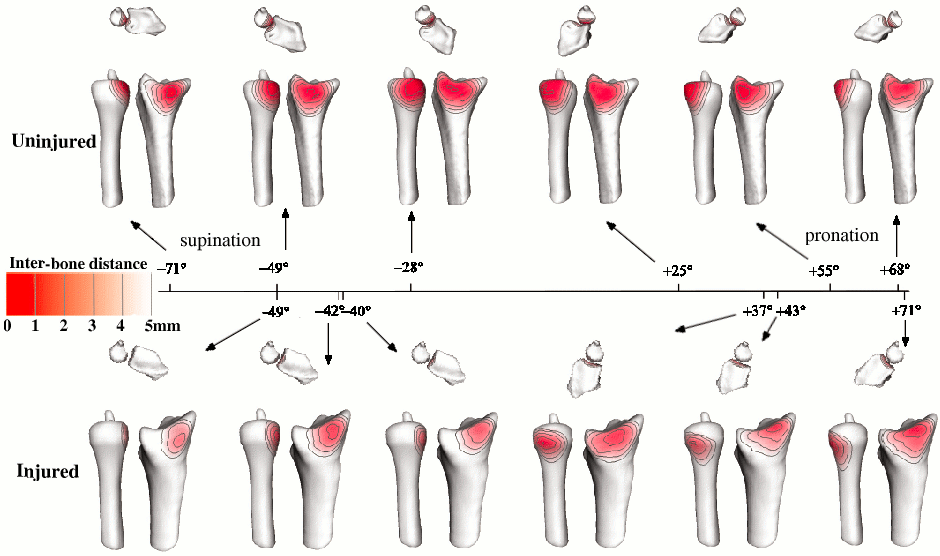 Uninjured
supination
pronation
Inter-bone distance
−71°
−49°
−28°
+25°
+55°
+68°
0 1 2 3 4 5mm
−49°
−42°
−40°
+37°
+43°
+71°
Injured